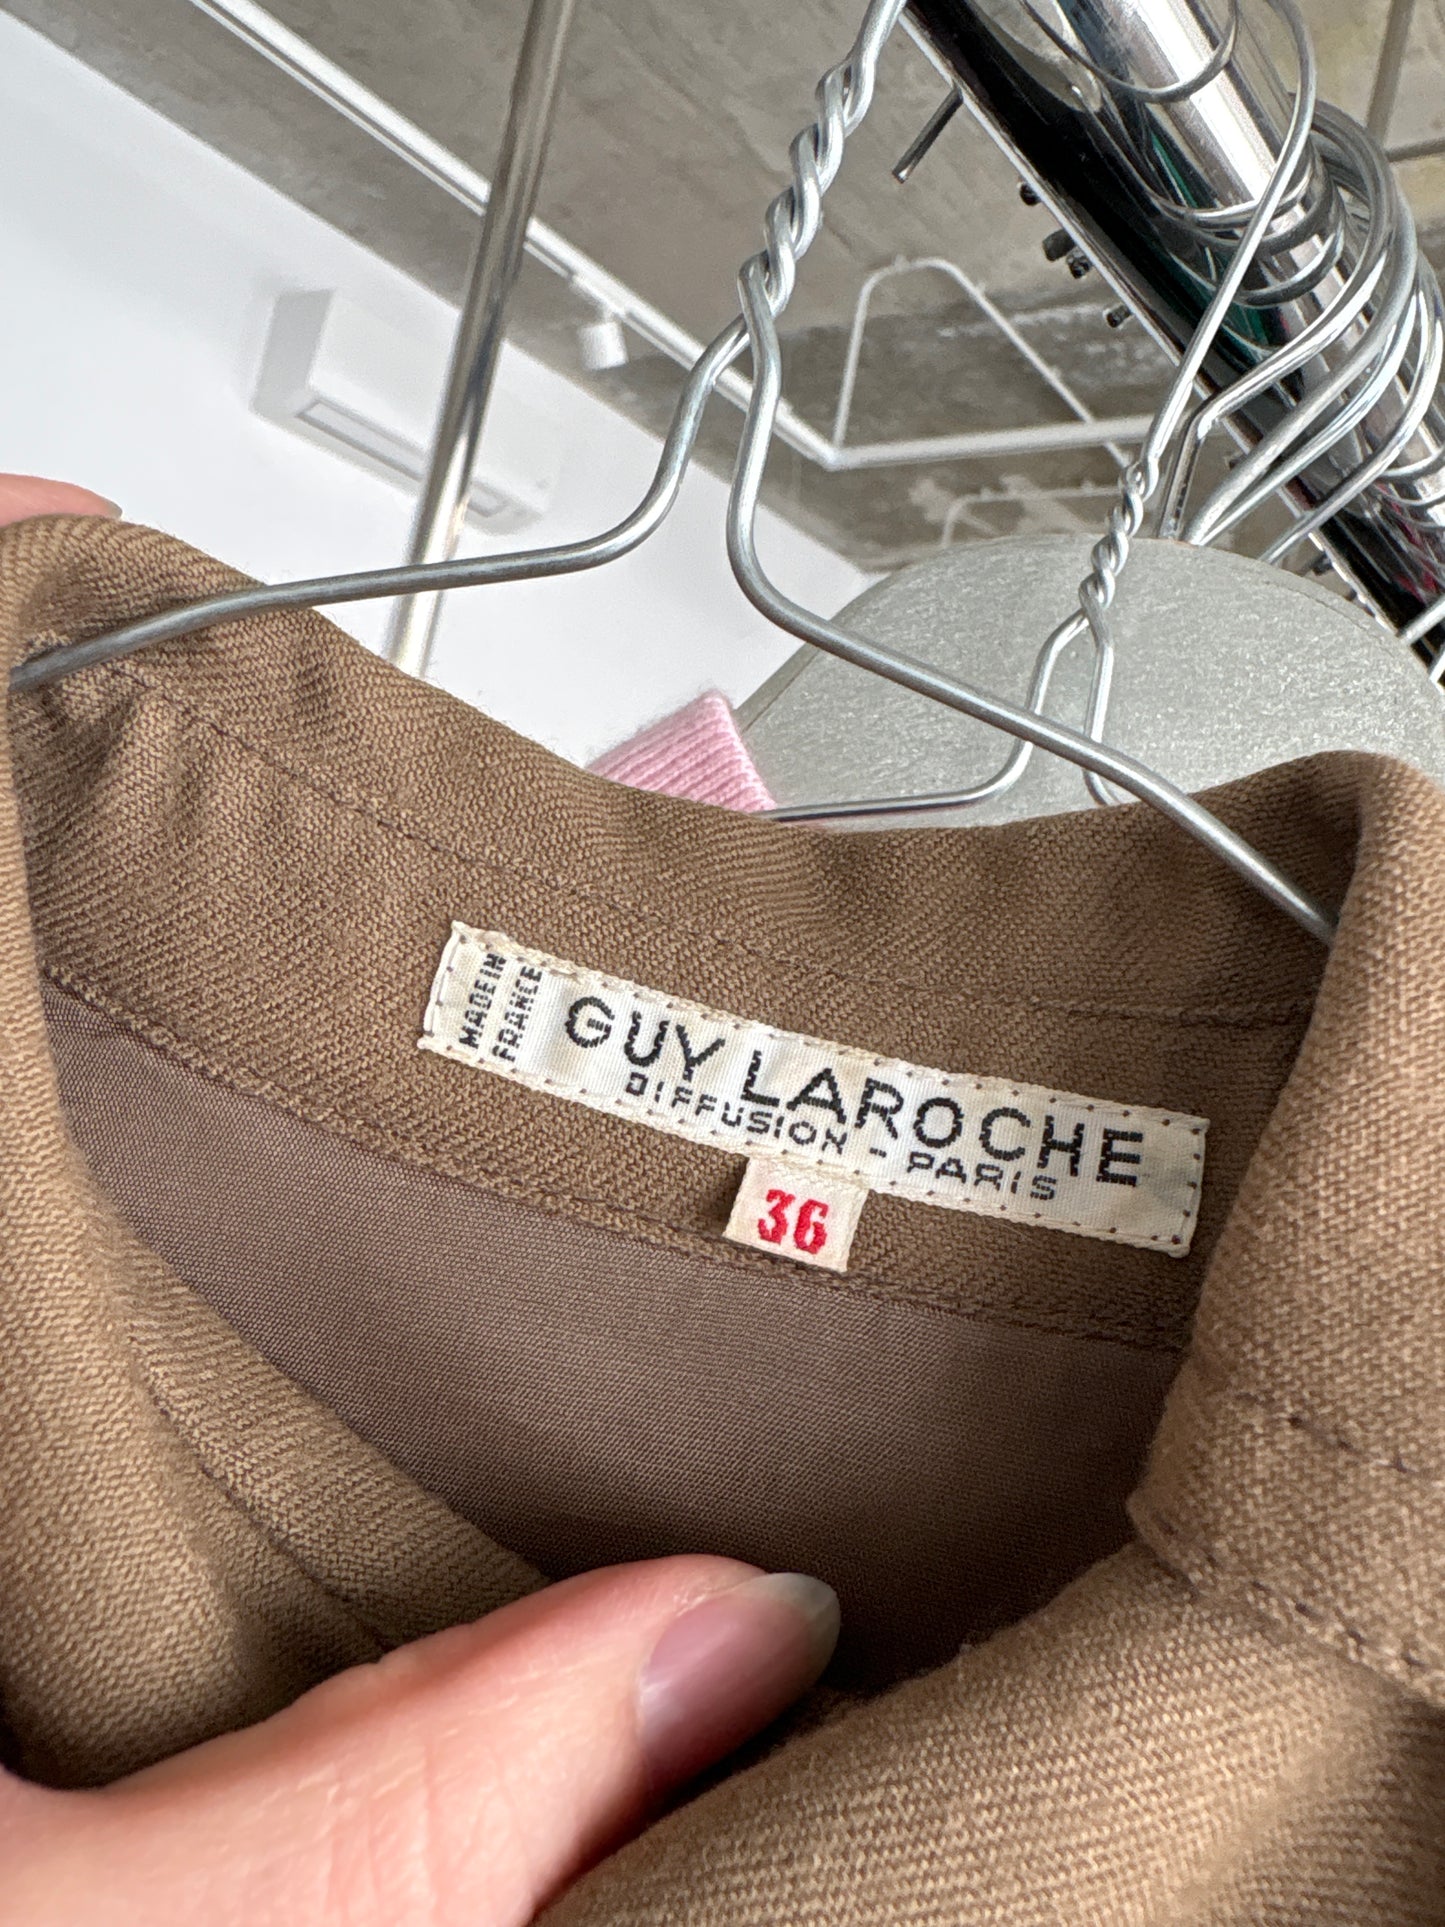 MADE IN
FRANCE
GUY LAROCHE
DIFFUSION - PARIS
36